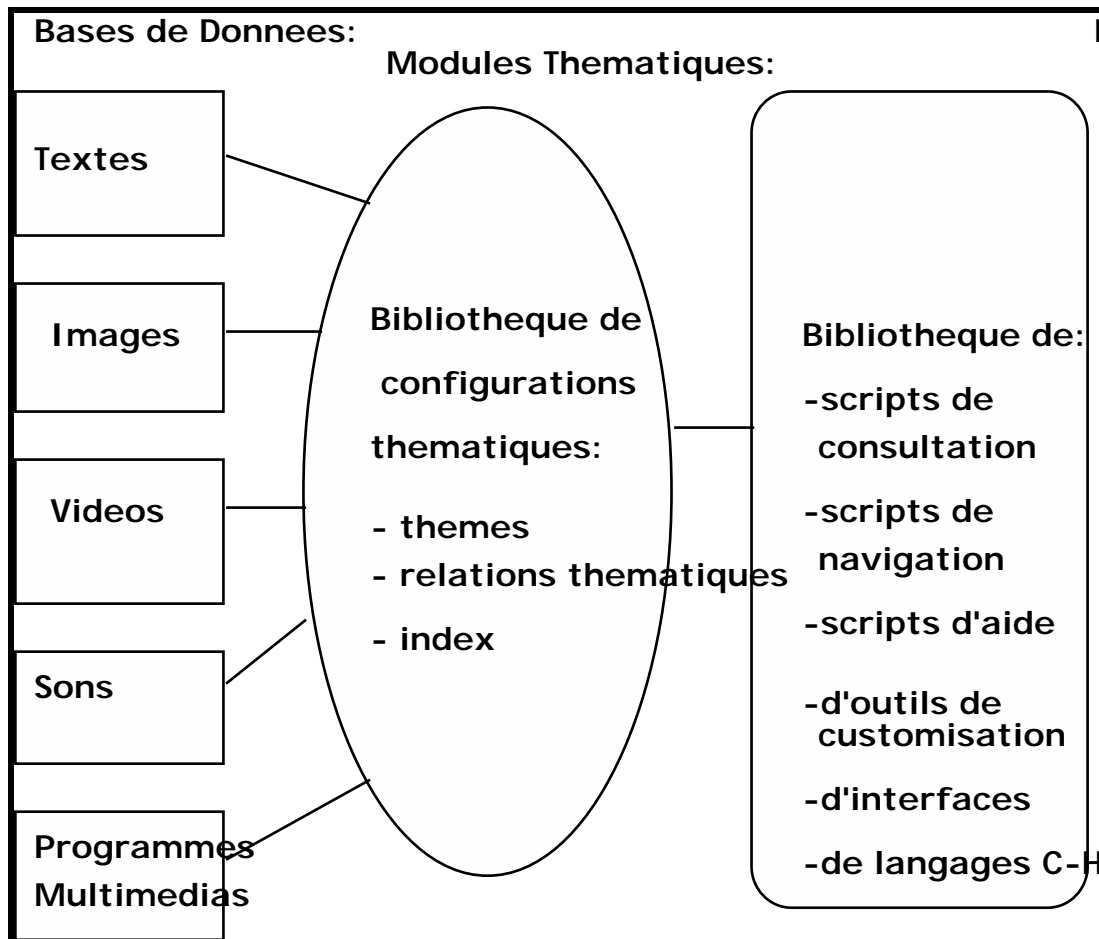 Bases de Donnees:
Modules Thematiques:
Textes
Images
Videos
Sons
Programmes
Multimedias
Bibliotheque de
configurations
thematiques:
- themes
- relations thematiques
- index
Bibliotheque de:
-scripts de
consultation
-scripts de
navigation
-scripts d'aide
-d'outils de
customisation
-d'interfaces
-de langages C-H